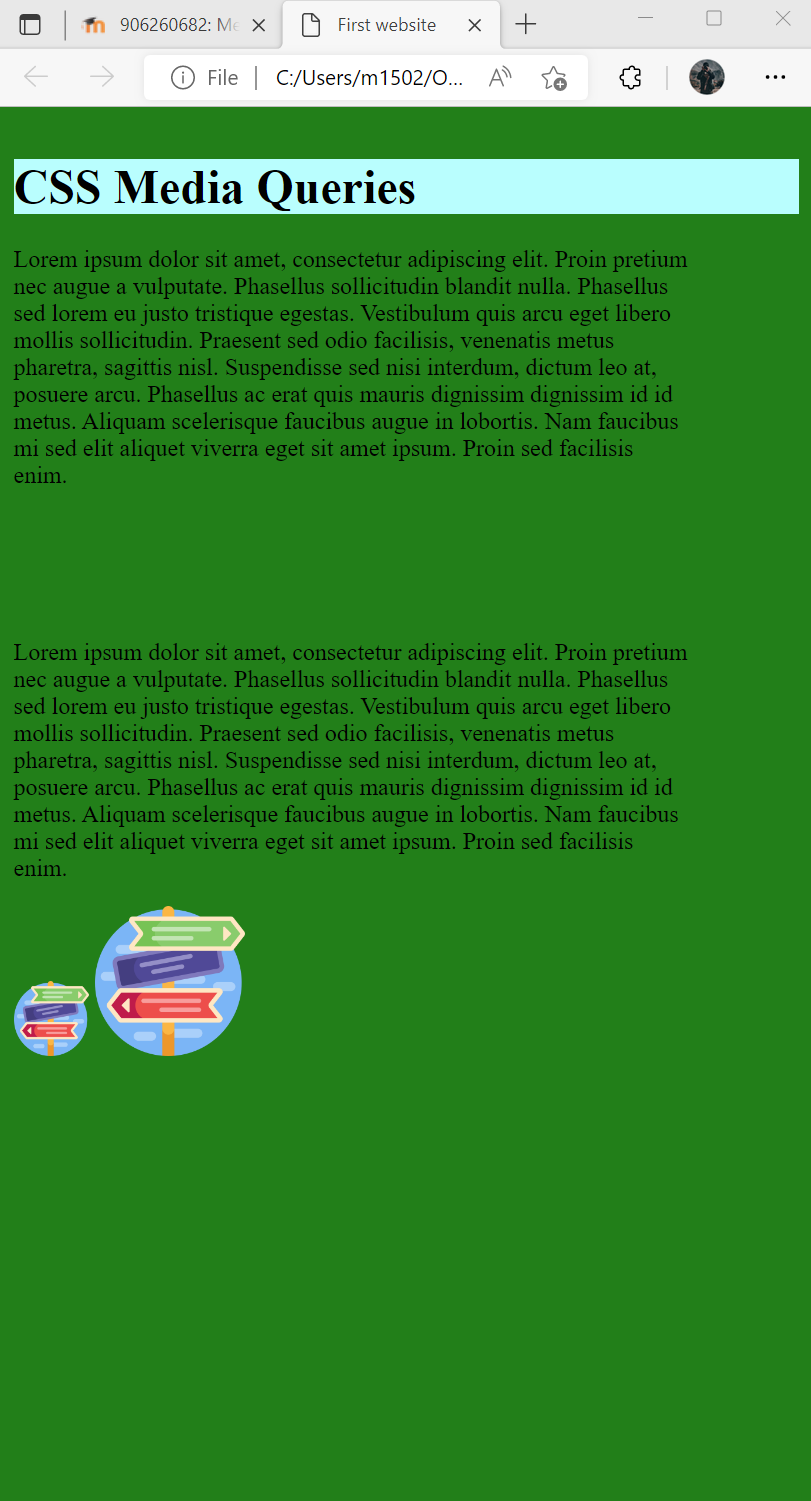 906260682: Me
First website
File
C:/Users/m1502/O...
CSS Media Queries
Lorem ipsum dolor sit amet, consectetur adipiscing elit. Proin pretium
nec augue a vulputate. Phasellus sollicitudin blandit nulla. Phasellus
sed lorem eu justo tristique egestas. Vestibulum quis arcu eget libero
mollis sollicitudin. Praesent sed odio facilisis, venenatis metus
pharetra, sagittis nisl. Suspendisse sed nisi interdum, dictum leo at,
posuere arcu. Phasellus ac erat quis mauris dignissim dignissim id id
metus. Aliquam scelerisque faucibus augue in lobortis. Nam faucibus
mi sed elit aliquet viverra eget sit amet ipsum. Proin sed facilisis
enim.
Lorem ipsum dolor sit amet, consectetur adipiscing elit. Proin pretium
nec augue a vulputate. Phasellus sollicitudin blandit nulla. Phasellus
sed lorem eu justo tristique egestas. Vestibulum quis arcu eget libero
mollis sollicitudin. Praesent sed odio facilisis, venenatis metus
pharetra, sagittis nisl. Suspendisse sed nisi interdum, dictum leo at,
posuere arcu. Phasellus ac erat quis mauris dignissim dignissim id id
metus. Aliquam scelerisque faucibus augue in lobortis. Nam faucibus
mi sed elit aliquet viverra eget sit amet ipsum. Proin sed facilisis
enim.